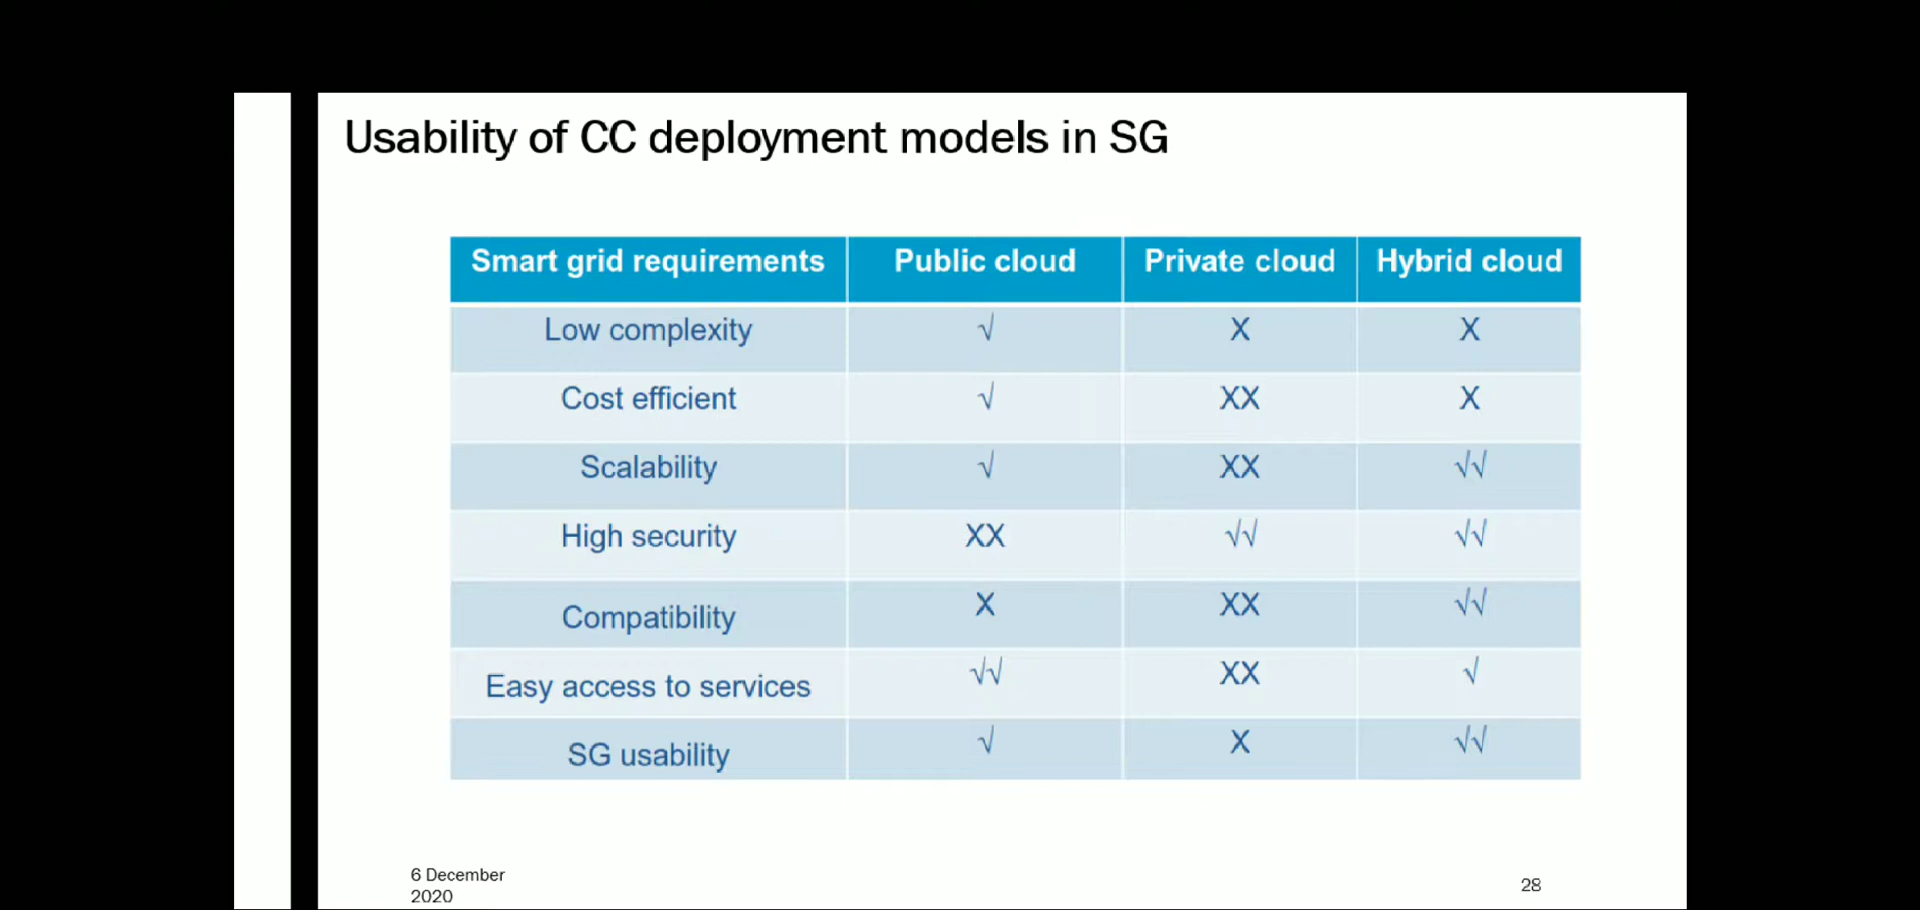 Usability of CC deployment models in SG
Smart grid requirements Public cloud Private cloud Hybrid cloud
Low complexity √ X X
Cost efficient √ XX X
Scalability √ XX √√
High security XX √√ √√
Compatibility X XX √√
Easy access to services √√ XX √
SG usability √ X √√
6 December
2020
28